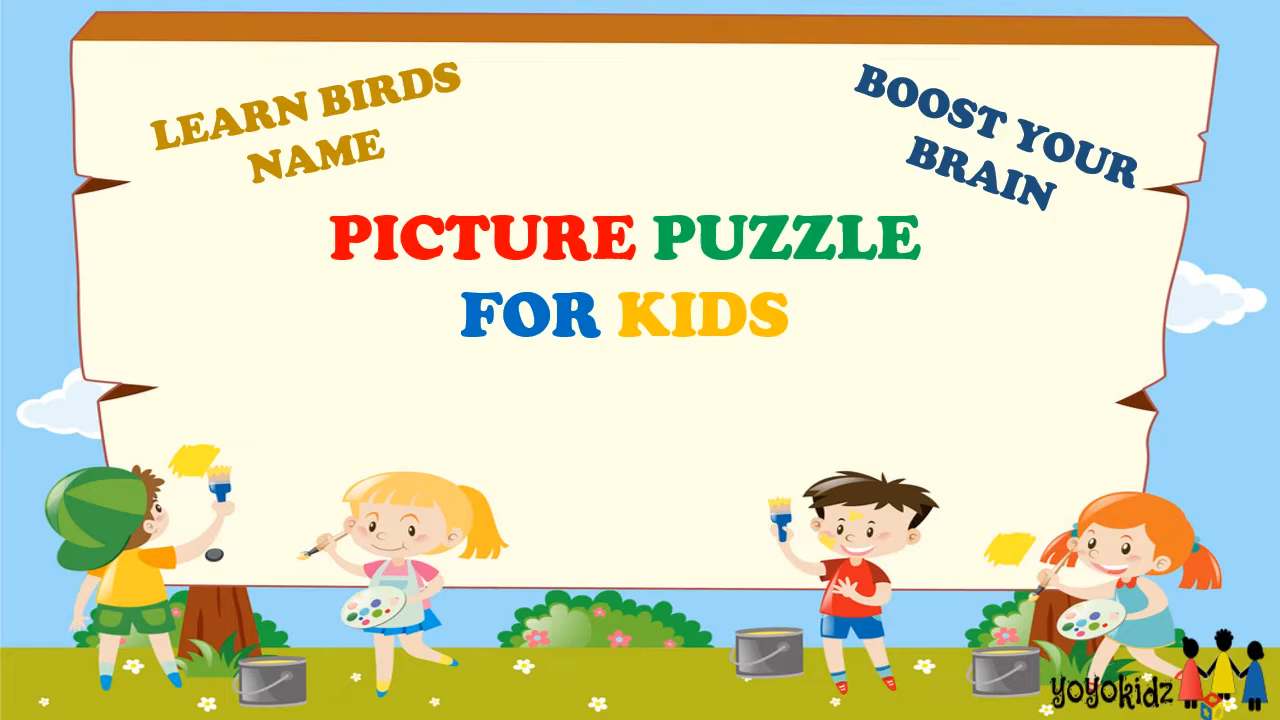 LEARN BIRDS
NAME
BOOST YOUR
BRAIN
PICTURE PUZZLE
FOR KIDS
yoyokidz